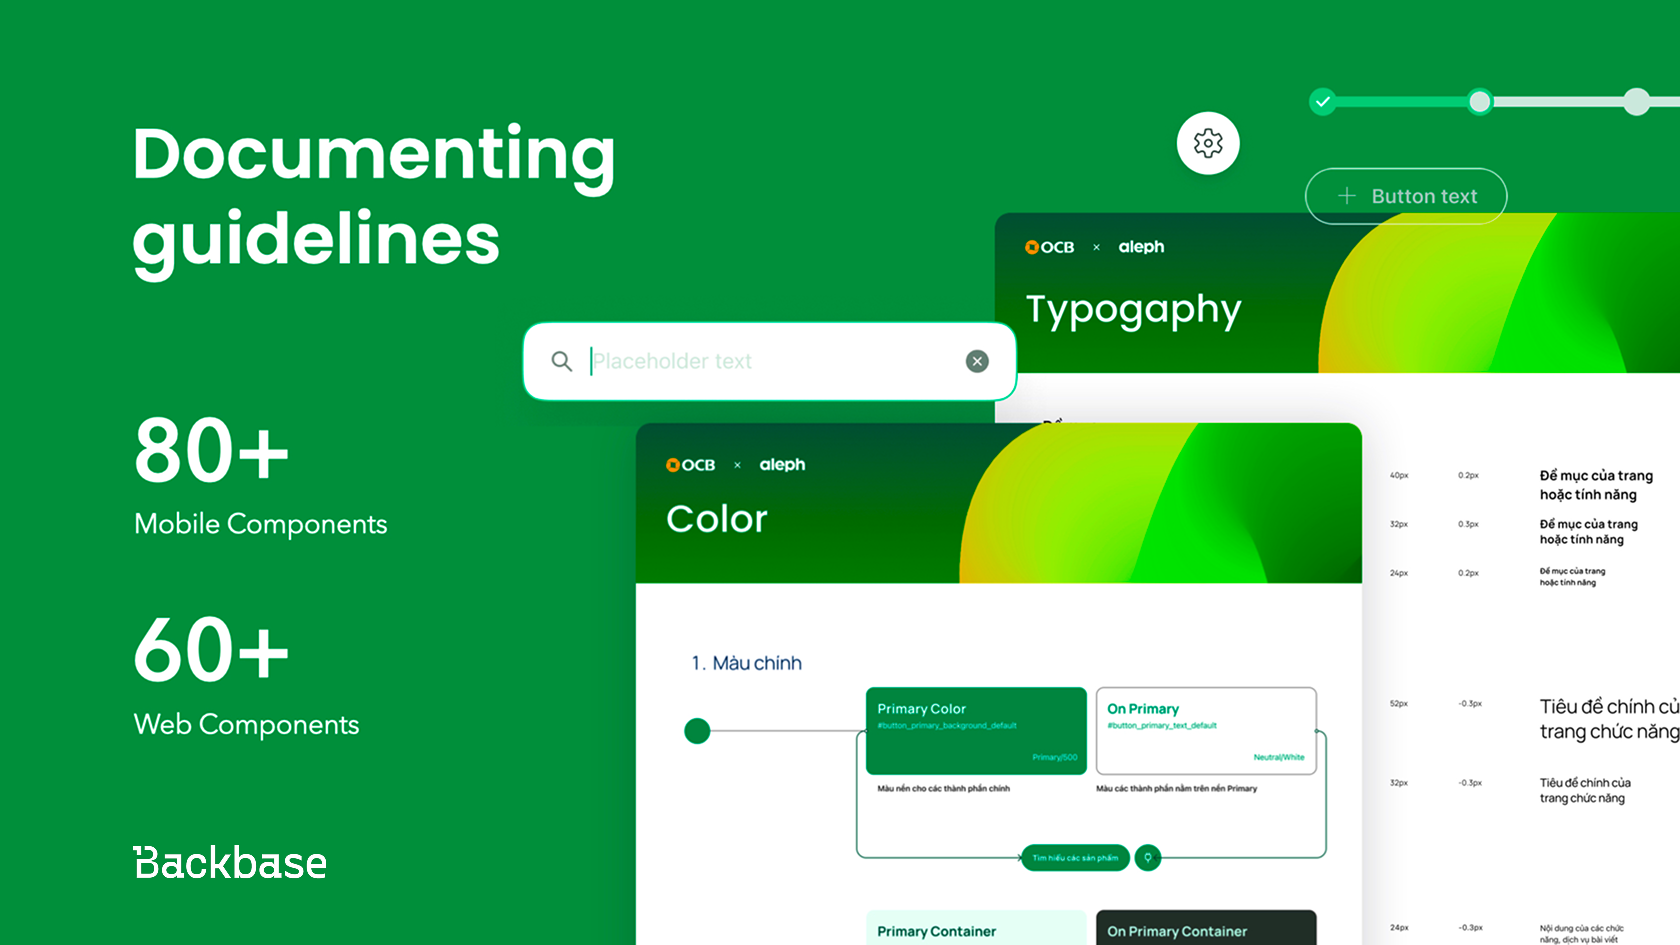 Documenting
guidelines
80+
Mobile Components
60+
Web Components
Backbase
Button text
Placeholder text
OCB × aleph
Typogaphy
40px 0.2px Đề mục của trang
hoặc tính năng
32px 0.3px Đề mục của trang
hoặc tính năng
24px 0.2px Đề mục của trang
hoặc tính năng
52px -0.3px Tiêu đề chính củ
trang chức năng
32px -0.3px Tiêu đề chính của
trang chức năng
24px -0.3px Nội dung của các chức
năng, dịch vụ bài viết
OCB × aleph
Color
1. Màu chính
Primary Color
#button_primary_background_default
Primary/500
Màu nền cho các thành phần chính
On Primary
#button_primary_text_default
Neutral/White
Màu các thành phần nằm trên nền Primary
Tìm hiểu các sản phẩm
Primary Container
On Primary Container